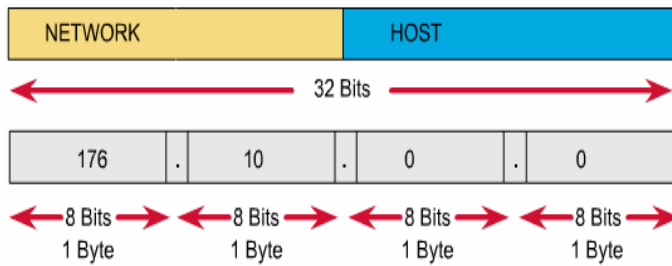 NETWORK HOST
32 Bits
176 . 10 . 0 . 0
8 Bits 8 Bits 8 Bits 8 Bits
1 Byte 1 Byte 1 Byte 1 Byte